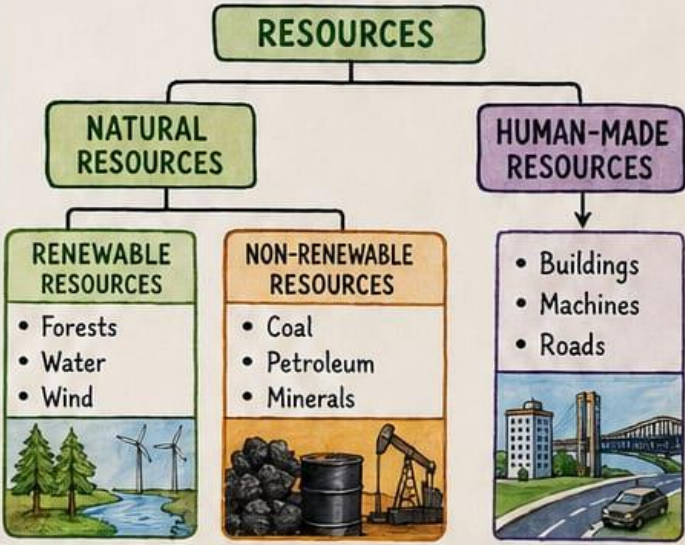 RESOURCES
NATURAL
RESOURCES
HUMAN-MADE
RESOURCES
RENEWABLE
RESOURCES
• Forests
• Water
• Wind
NON-RENEWABLE
RESOURCES
• Coal
• Petroleum
• Minerals
• Buildings
• Machines
• Roads